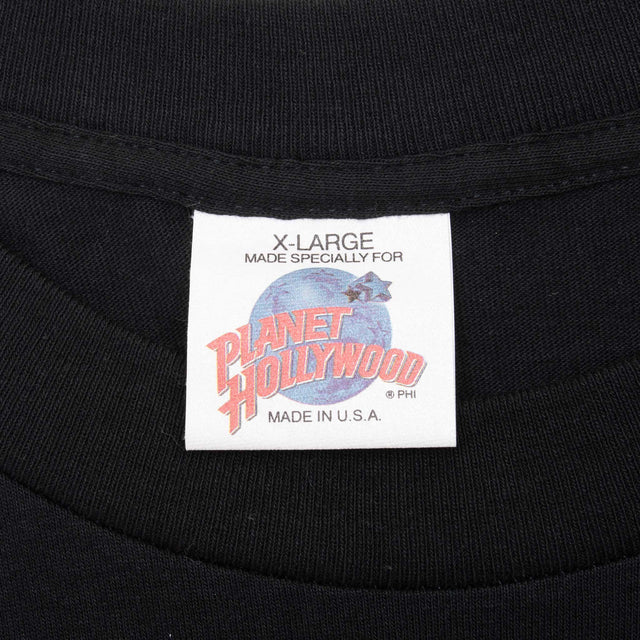 X-LARGE
MADE SPECIALLY FOR
PLANET
HOLLYWOOD
® PHI
MADE IN U.S.A.